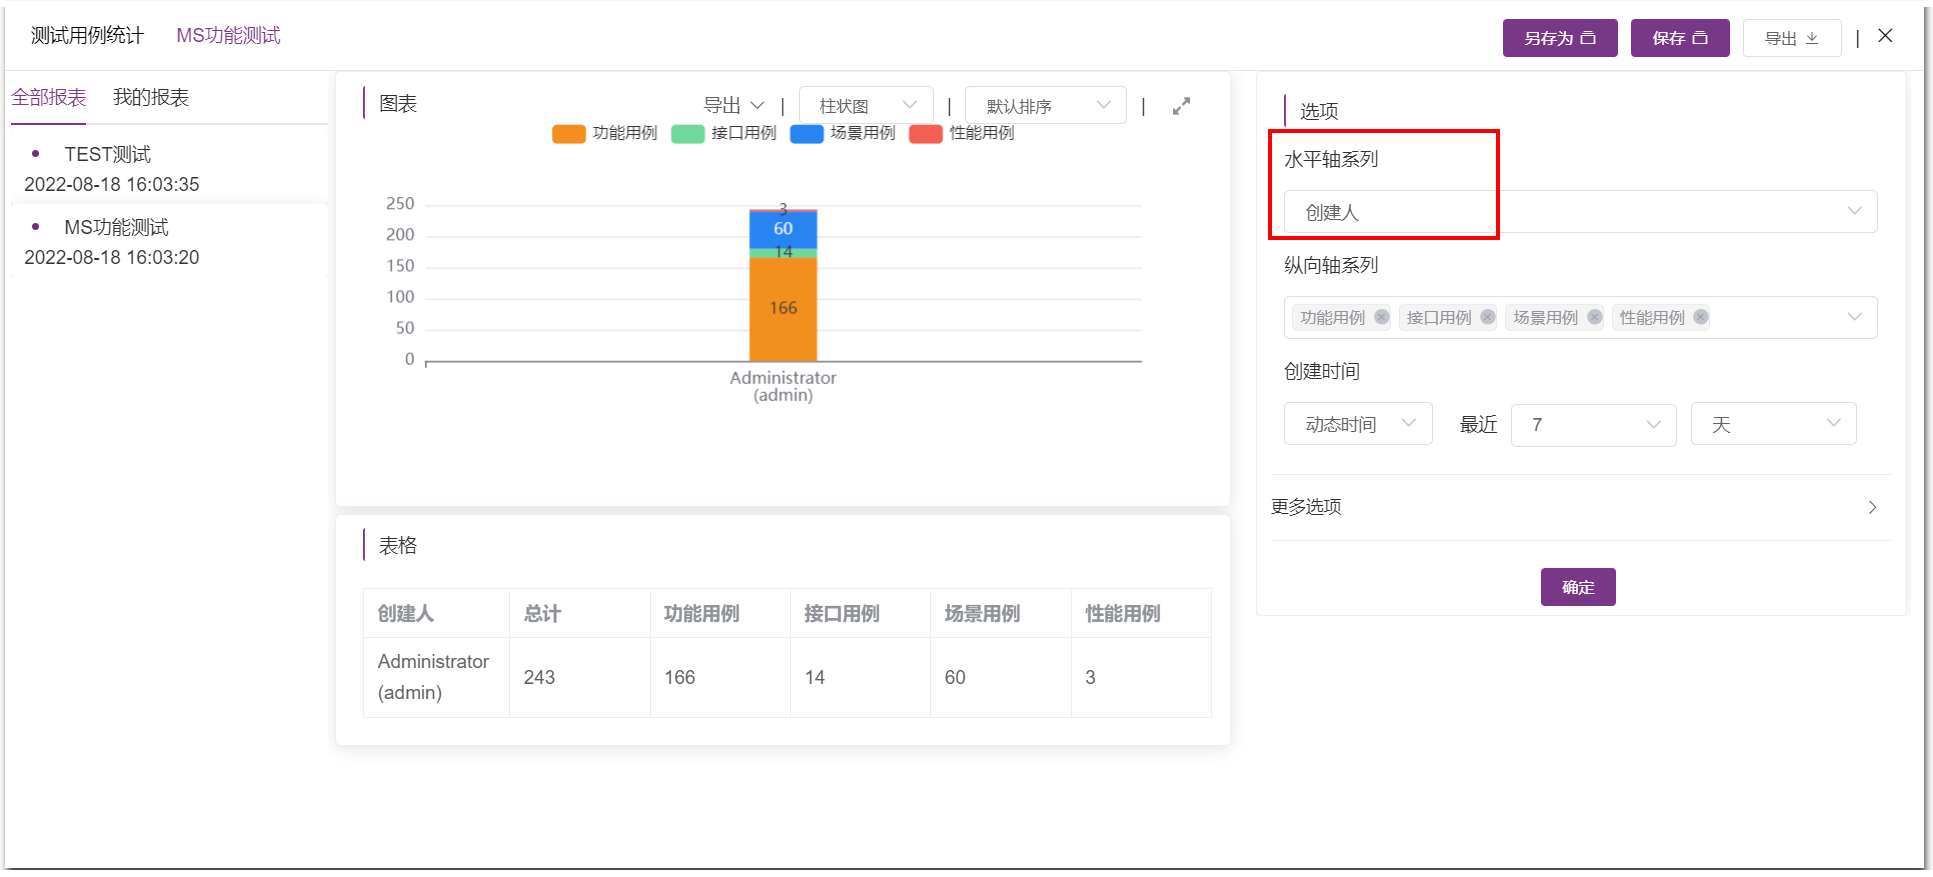 测试用例统计 MS功能测试 另存为 保存 导出 |
全部报表 我的报表
TEST测试
2022-08-18 16:03:35
MS功能测试
2022-08-18 16:03:20
图表 导出 | 柱状图 | 默认排序 |
功能用例 接口用例 场景用例 性能用例
250
200
150
100
50
0
3
60
14
166
Administrator
(admin)
表格
创建人 总计 功能用例 接口用例 场景用例 性能用例
Administrator
(admin) 243 166 14 60 3
选项
水平轴系列
创建人
纵向轴系列
功能用例 接口用例 场景用例 性能用例
创建时间
动态时间 最近 7 天
更多选项
确定